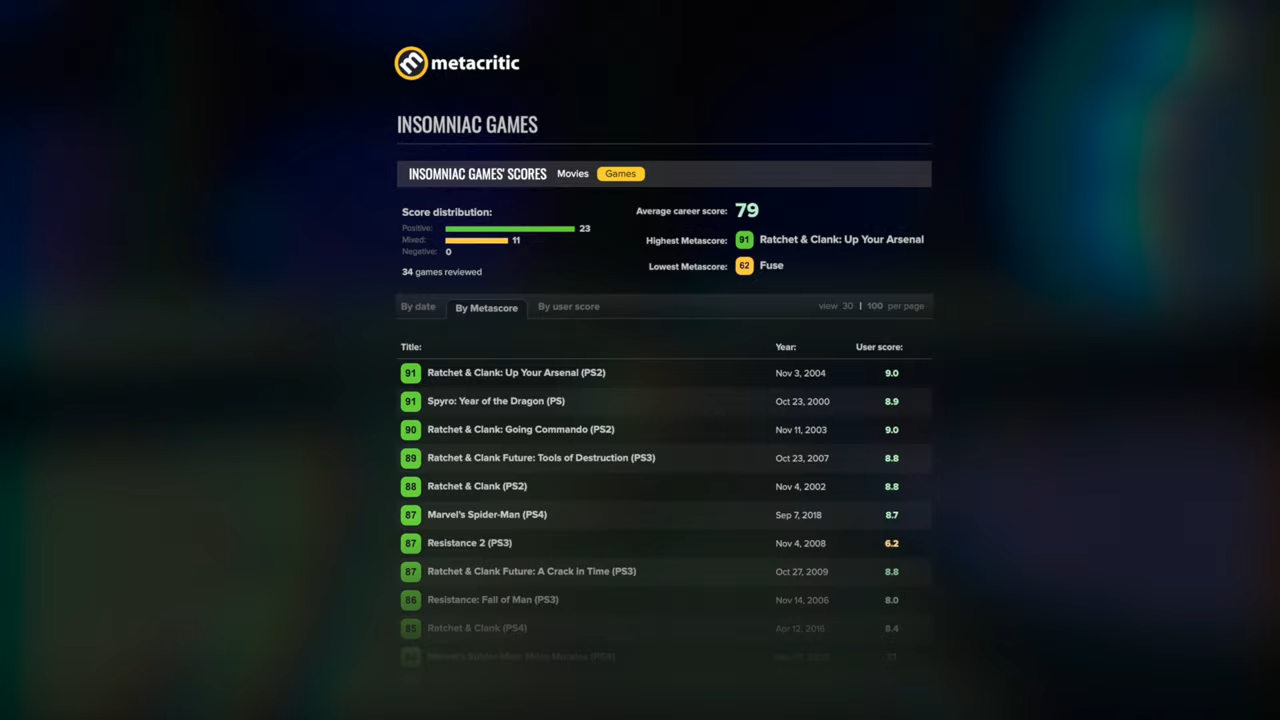 metacritic
INSOMNIAC GAMES
INSOMNIAC GAMES' SCORES Movies Games
Score distribution:
Positive: 23
Mixed: 11
Negative: 0
34 games reviewed
Average career score: 79
Highest Metascore: 91 Ratchet & Clank: Up Your Arsenal
Lowest Metascore: 62 Fuse
By date By Metascore By user score view 30 | 100 per page
Title: Year: User score:
91 Ratchet & Clank: Up Your Arsenal (PS2) Nov 3, 2004 9.0
91 Spyro: Year of the Dragon (PS) Oct 23, 2000 8.9
90 Ratchet & Clank: Going Commando (PS2) Nov 11, 2003 9.0
89 Ratchet & Clank Future: Tools of Destruction (PS3) Oct 23, 2007 8.8
88 Ratchet & Clank (PS2) Nov 4, 2002 8.8
87 Marvel's Spider-Man (PS4) Sep 7, 2018 8.7
87 Resistance 2 (PS3) Nov 4, 2008 6.2
87 Ratchet & Clank Future: A Crack in Time (PS3) Oct 27, 2009 8.8
86 Resistance: Fall of Man (PS3) Nov 14, 2006 8.0
85 Ratchet & Clank (PS4) Apr 12, 2016 8.4
Marvel's Spider-Man: Miles Morales (PS4)